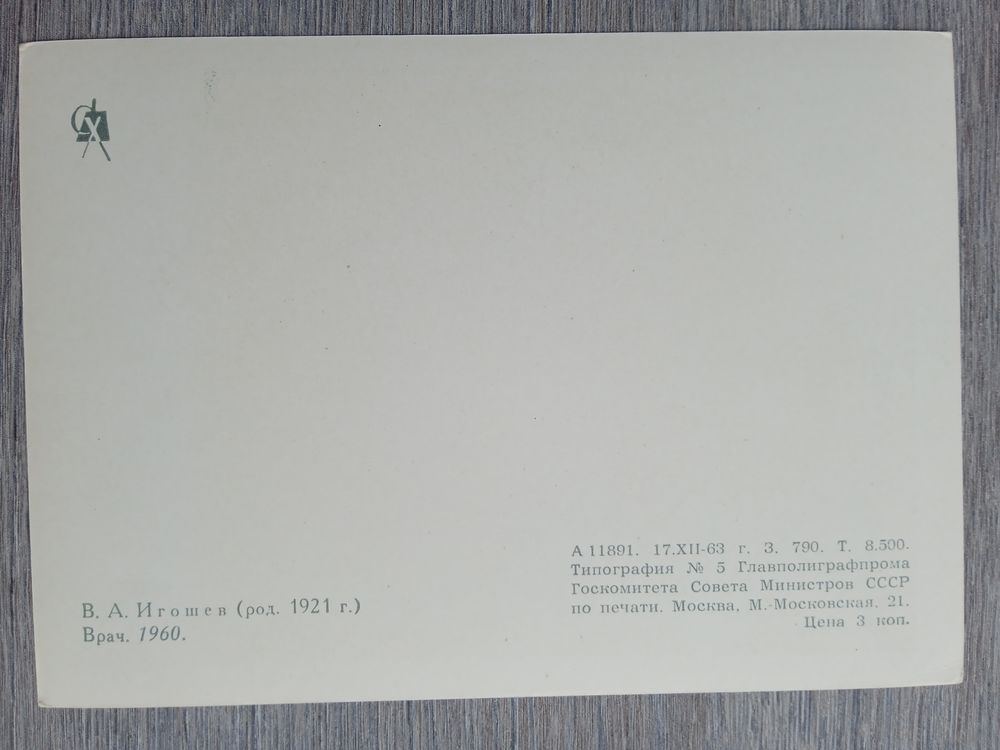 В. А. Игошев (род. 1921 г.)
Врач. 1960.
А 11891. 17.XII-63 г. З. 790. Т. 8.500.
Типография № 5 Главполиграфпрома
Госкомитета Совета Министров СССР
по печати. Москва, М.-Московская, 21.
Цена 3 коп.